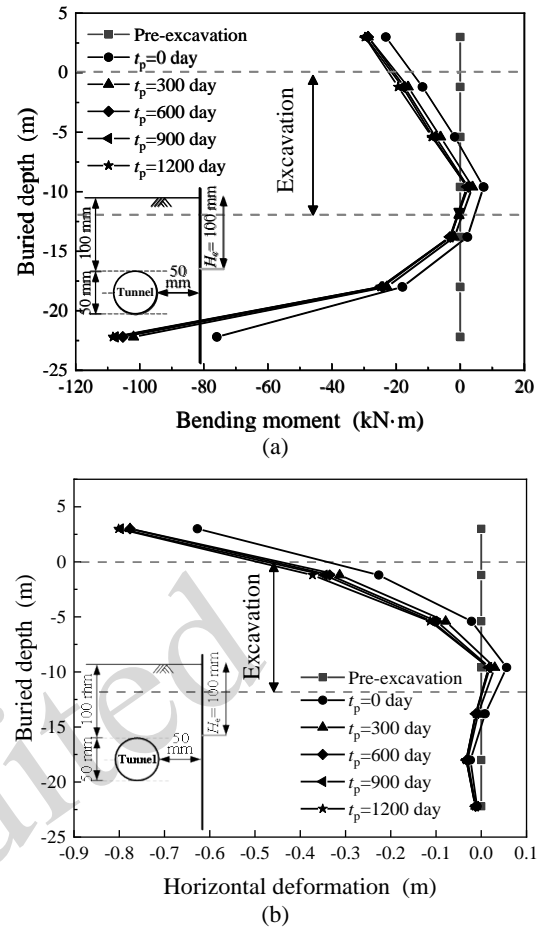 5
0
-5
-10
-15
-20
-25
Buried depth (m)
Pre-excavation
tp=0 day
tp=300 day
tp=600 day
tp=900 day
tp=1200 day
Excavation
100 mm
50 mm
Tunnel
50
mm
He= 100 mm
-120 -100 -80 -60 -40 -20 0 20
Bending moment (kN·m)
(a)
5
0
-5
-10
-15
-20
-25
Buried depth (m)
Excavation
100 mm
50 mm
Tunnel
50
mm
He= 100 mm
Pre-excavation
tp=0 day
tp=300 day
tp=600 day
tp=900 day
tp=1200 day
-0.9 -0.8 -0.7 -0.6 -0.5 -0.4 -0.3 -0.2 -0.1 0.0 0.1
Horizontal deformation (m)
(b)